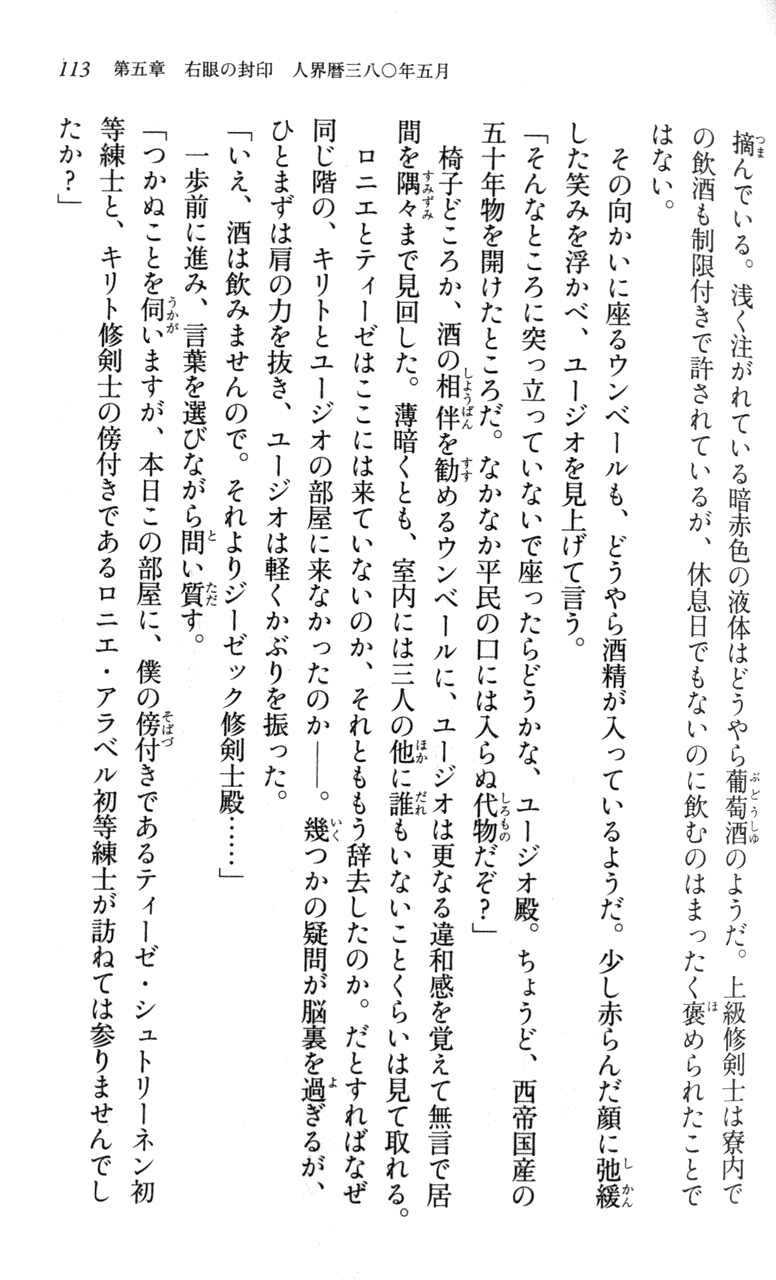 113 第五章 右眼の封印 人界暦三八〇年五月
摘んでいる。浅く注がれている暗赤色の液体はどうやら葡萄酒のようだ。上級修剣士は寮内で
の飲酒も制限付きで許されているが、休息日でもないのに飲むのはまったく褒められたことで
はない。
その向かいに座るウンベールも、どうやら酒精が入っているようだ。少し赤らんだ顔に弛緩
した笑みを浮かべ、ユージオを見上げて言う。
「そんなところに突っ立っていないで座ったらどうかな、ユージオ殿。ちょうど、西帝国産の
五十年物を開けたところだ。なかなか平民の口には入らぬ代物だぞ？」
椅子どころか、酒の相伴を勧めるウンベールに、ユージオは更なる違和感を覚えて無言で居
間を隅々まで見回した。薄暗くとも、室内には三人の他に誰もいないことくらいは見て取れる。
ロニエとティーゼはここには来ていないのか、それとももう辞去したのか。だとすればなぜ
同じ階の、キリトとユージオの部屋に来なかったのか――。幾つかの疑問が脳裏を過ぎるが、
ひとまずは肩の力を抜き、ユージオは軽くかぶりを振った。
「いえ、酒は飲みませんので。それよりジーゼック修剣士殿……」
一歩前に進み、言葉を選びながら問い質す。
「つかぬことを伺いますが、本日この部屋に、僕の傍付きであるティーゼ・シュトリーネン初
等練士と、キリト修剣士の傍付きであるロニエ・アラベル初等練士が訪ねては参りませんでし
たか？」